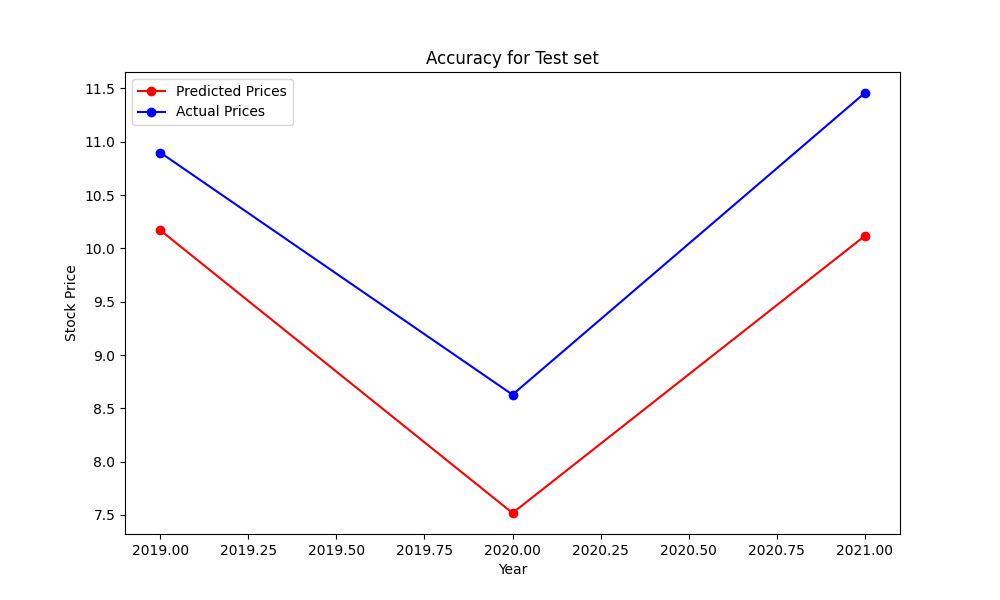 Accuracy for Test set
Predicted Prices
Actual Prices
11.5
11.0
10.5
10.0
9.5
9.0
8.5
8.0
7.5
Stock Price
2019.00 2019.25 2019.50 2019.75 2020.00 2020.25 2020.50 2020.75 2021.00
Year